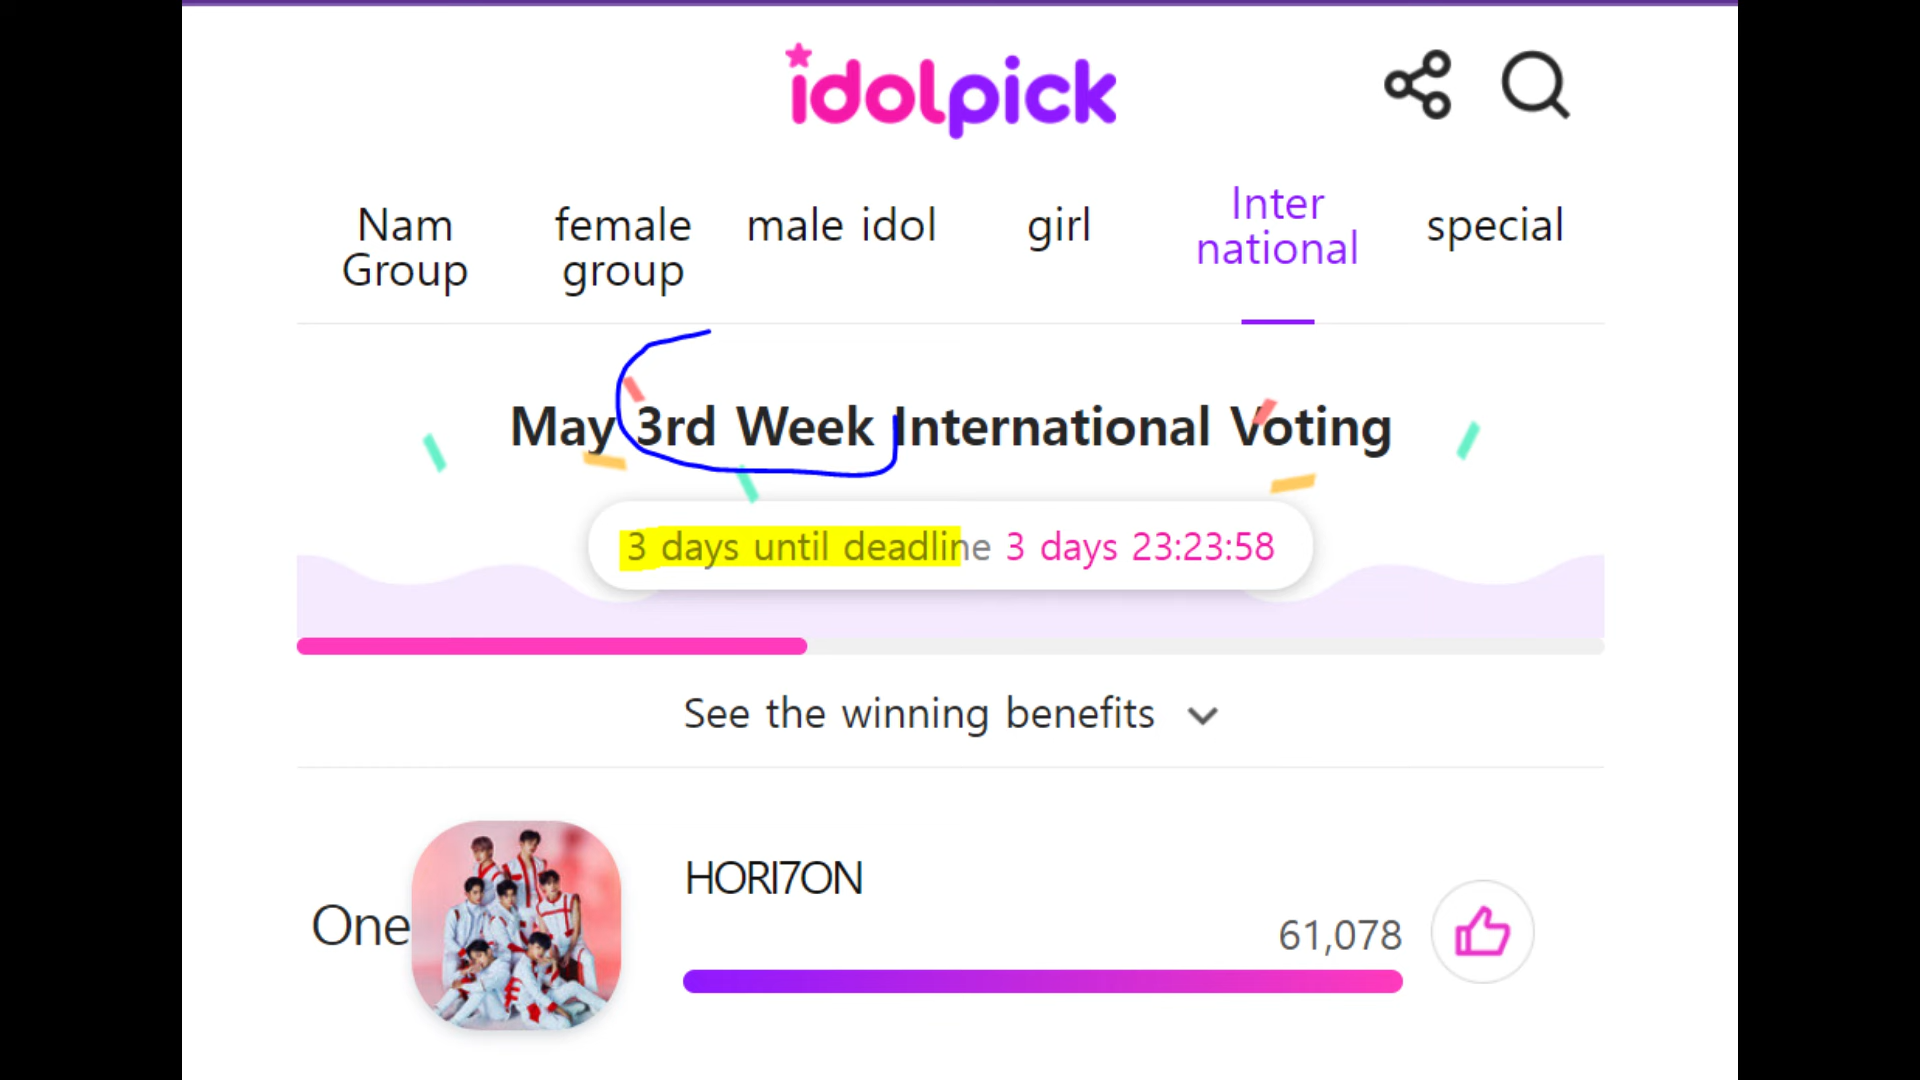 idolpick
Nam
Group
female
group
male idol
girl
Inter
national
special
May 3rd Week International Voting
3 days until deadline 3 days 23:23:58
See the winning benefits
One
HORI7ON
61,078